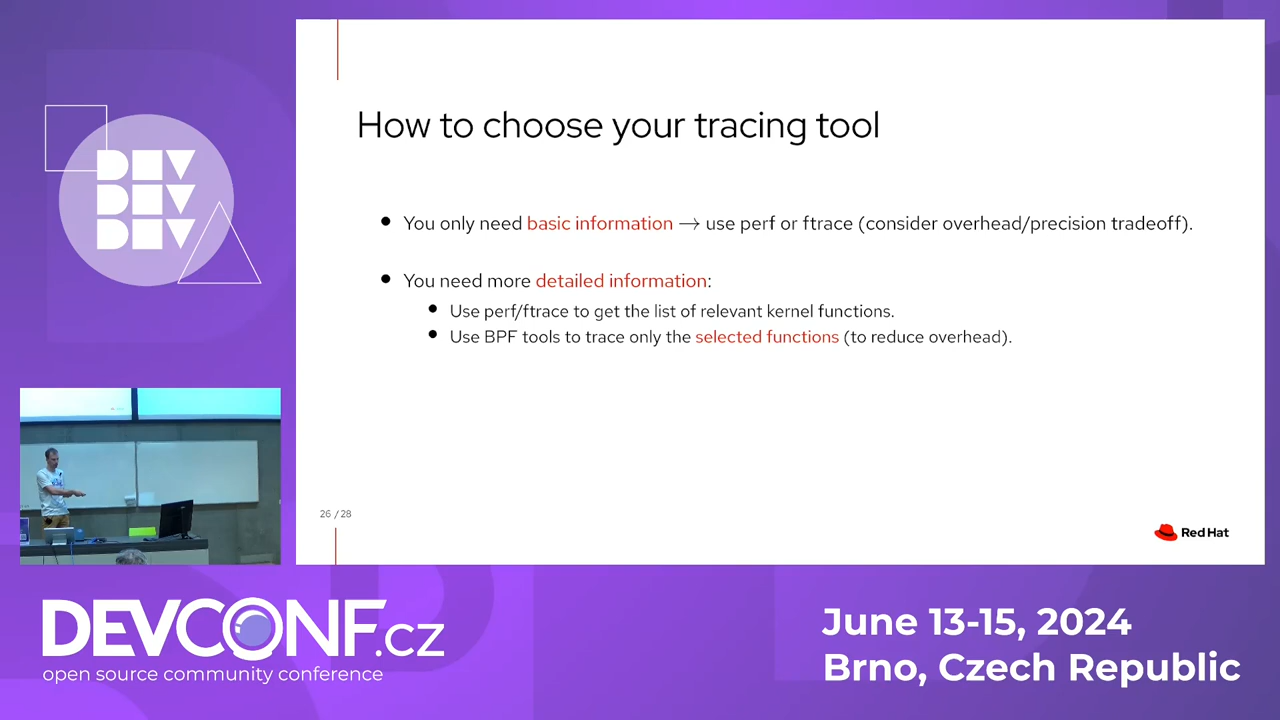 DEV
DEV
DEV
How to choose your tracing tool
● You only need basic information → use perf or ftrace (consider overhead/precision tradeoff).
● You need more detailed information:
● Use perf/ftrace to get the list of relevant kernel functions.
● Use BPF tools to trace only the selected functions (to reduce overhead).
26 / 28
Red Hat
DEVCONF.cz
open source community conference
June 13-15, 2024
Brno, Czech Republic